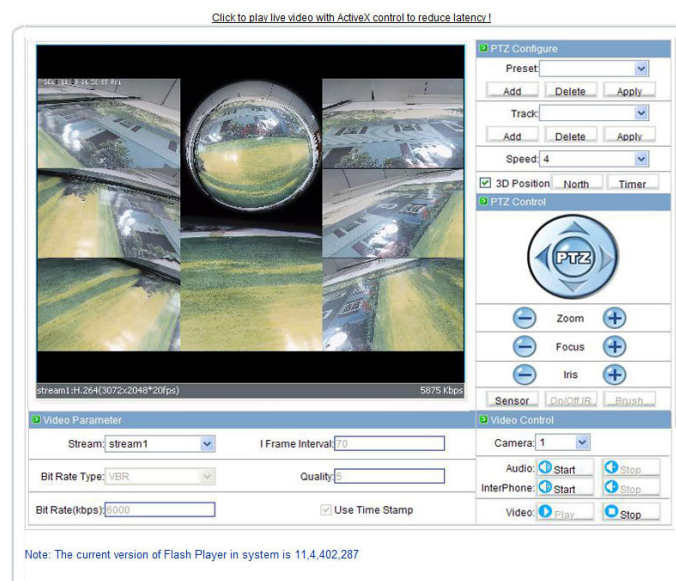 Click to play live video with ActiveX control to reduce latency !
PTZ Configure
Preset:
Add Delete Apply
Track:
Add Delete Apply
Speed: 4
3D Position North Timer
PTZ Control
PTZ
Zoom
Focus
Iris
Sensor On/Off IR Brush
stream1:H.264(3072x2048*20fps) 5875 Kbps
Video Parameter
Stream: stream1 I Frame Interval: 70
Bit Rate Type: VBR Quality: 5
Bit Rate(kbps): 6000 Use Time Stamp
Video Control
Camera: 1
Audio: Start Stop
InterPhone: Start Stop
Video: Play Stop
Note: The current version of Flash Player in system is 11,4,402,287